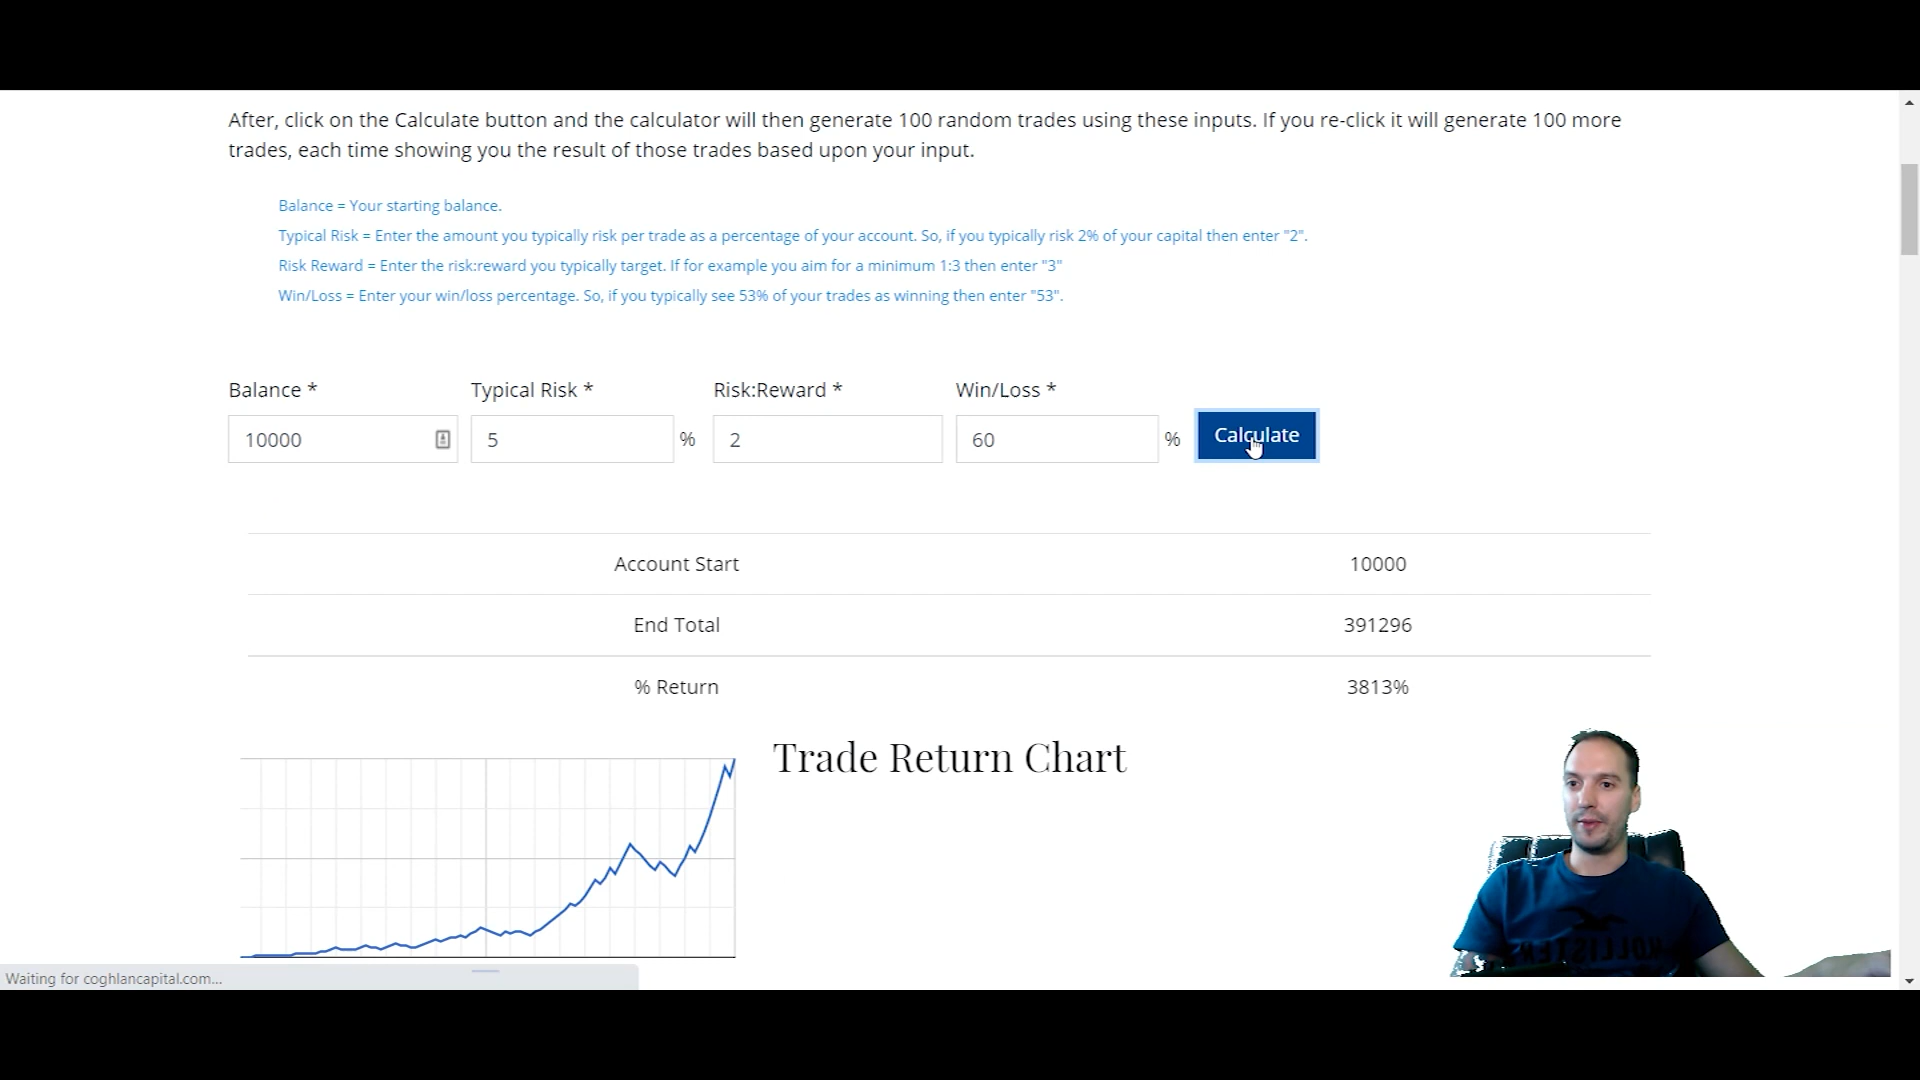 After, click on the Calculate button and the calculator will then generate 100 random trades using these inputs. If you re-click it will generate 100 more
trades, each time showing you the result of those trades based upon your input.
Balance = Your starting balance.
Typical Risk = Enter the amount you typically risk per trade as a percentage of your account. So, if you typically risk 2% of your capital then enter "2".
Risk Reward = Enter the risk:reward you typically target. If for example you aim for a minimum 1:3 then enter "3"
Win/Loss = Enter your win/loss percentage. So, if you typically see 53% of your trades as winning then enter "53".
Balance * Typical Risk * Risk:Reward * Win/Loss *
10000 5 % 2 60 % Calculate
Account Start 10000
End Total 391296
% Return 3813%
Trade Return Chart
HOLLISTER
Waiting for coghlancapital.com...